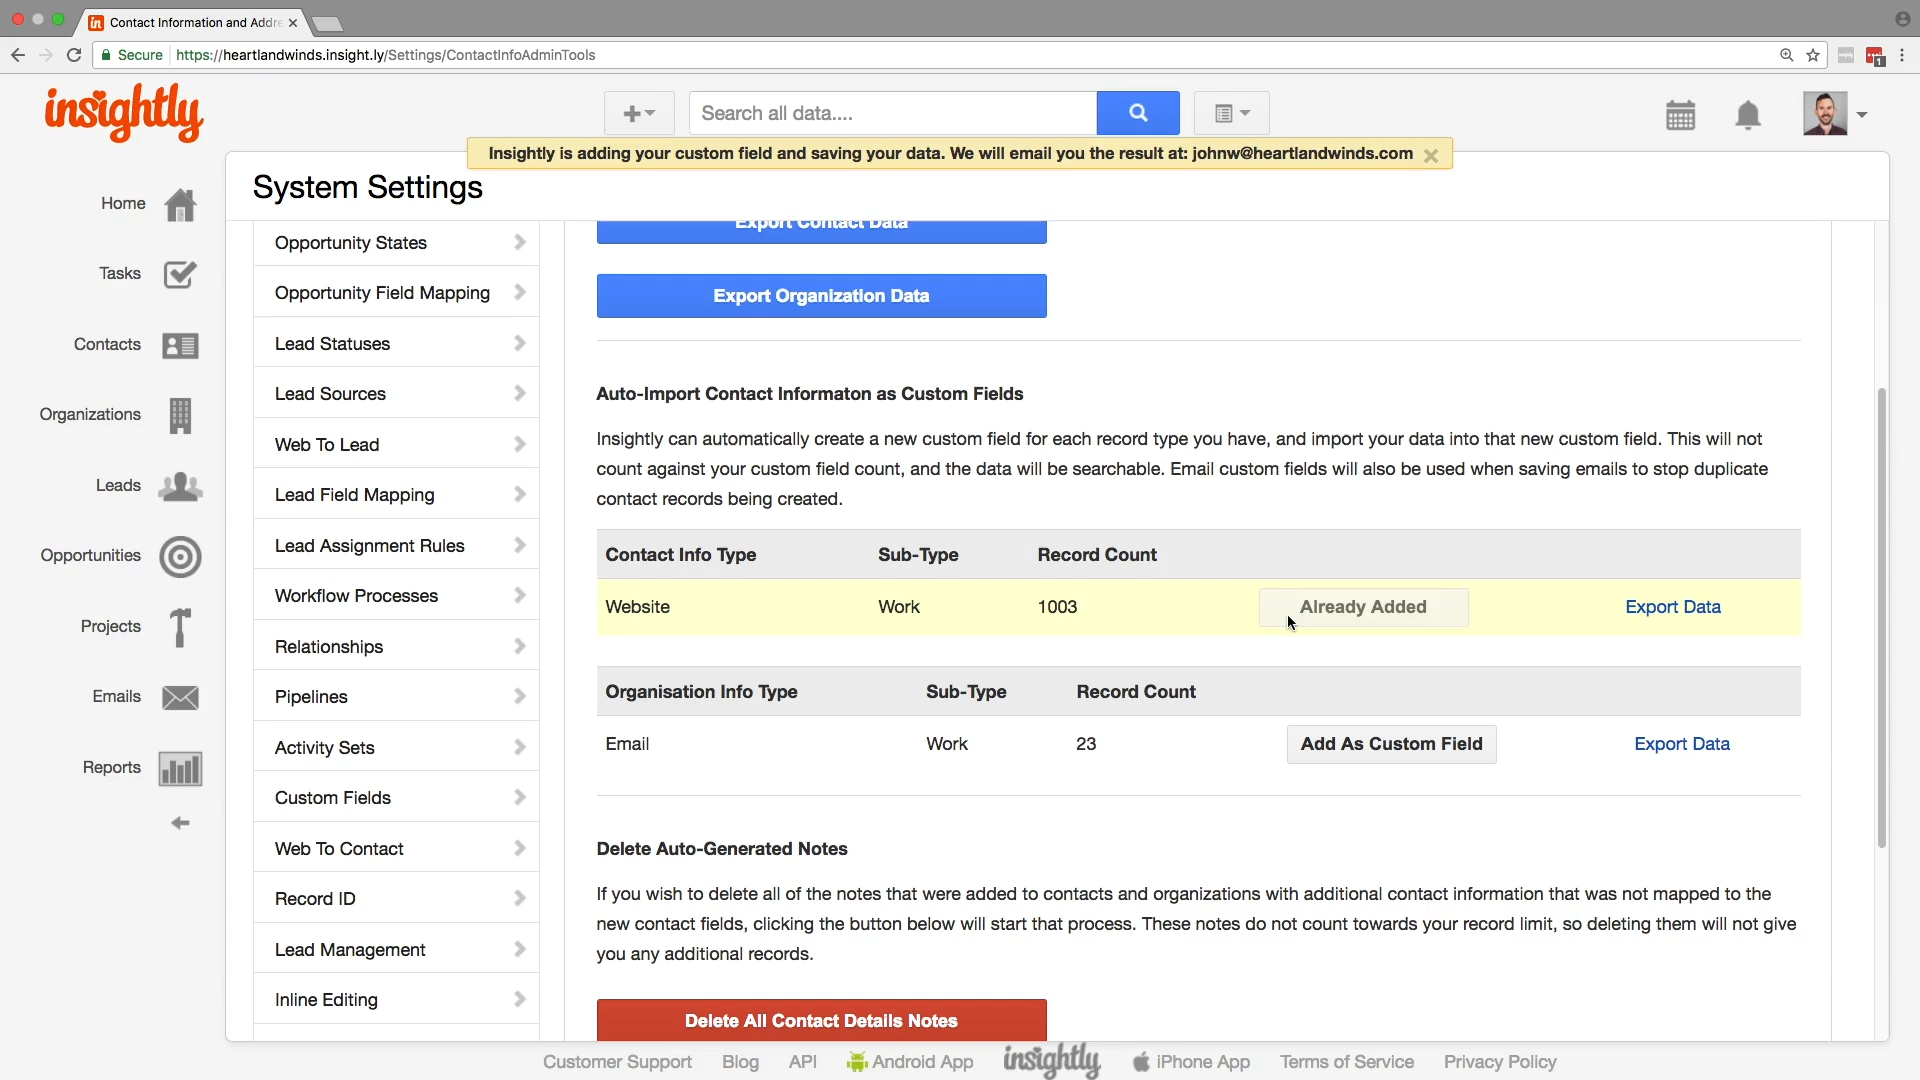 in Contact Information and Addre
Secure https://heartlandwinds.insight.ly/Settings/ContactInfoAdminTools
1
insightly
Search all data....
Insightly is adding your custom field and saving your data. We will email you the result at: johnw@heartlandwinds.com
System Settings
Home
Tasks
Contacts
Organizations
Leads
Opportunities
Projects
Emails
Reports
Opportunity States
Opportunity Field Mapping
Lead Statuses
Lead Sources
Web To Lead
Lead Field Mapping
Lead Assignment Rules
Workflow Processes
Relationships
Pipelines
Activity Sets
Custom Fields
Web To Contact
Record ID
Lead Management
Inline Editing
Export Contact Data
Export Organization Data
Auto-Import Contact Informaton as Custom Fields
Insightly can automatically create a new custom field for each record type you have, and import your data into that new custom field. This will not
count against your custom field count, and the data will be searchable. Email custom fields will also be used when saving emails to stop duplicate
contact records being created.
Contact Info Type Sub-Type Record Count
Website Work 1003 Already Added Export Data
Organisation Info Type Sub-Type Record Count
Email Work 23 Add As Custom Field Export Data
Delete Auto-Generated Notes
If you wish to delete all of the notes that were added to contacts and organizations with additional contact information that was not mapped to the
new contact fields, clicking the button below will start that process. These notes do not count towards your record limit, so deleting them will not give
you any additional records.
Delete All Contact Details Notes
Customer Support Blog API Android App insightly iPhone App Terms of Service Privacy Policy